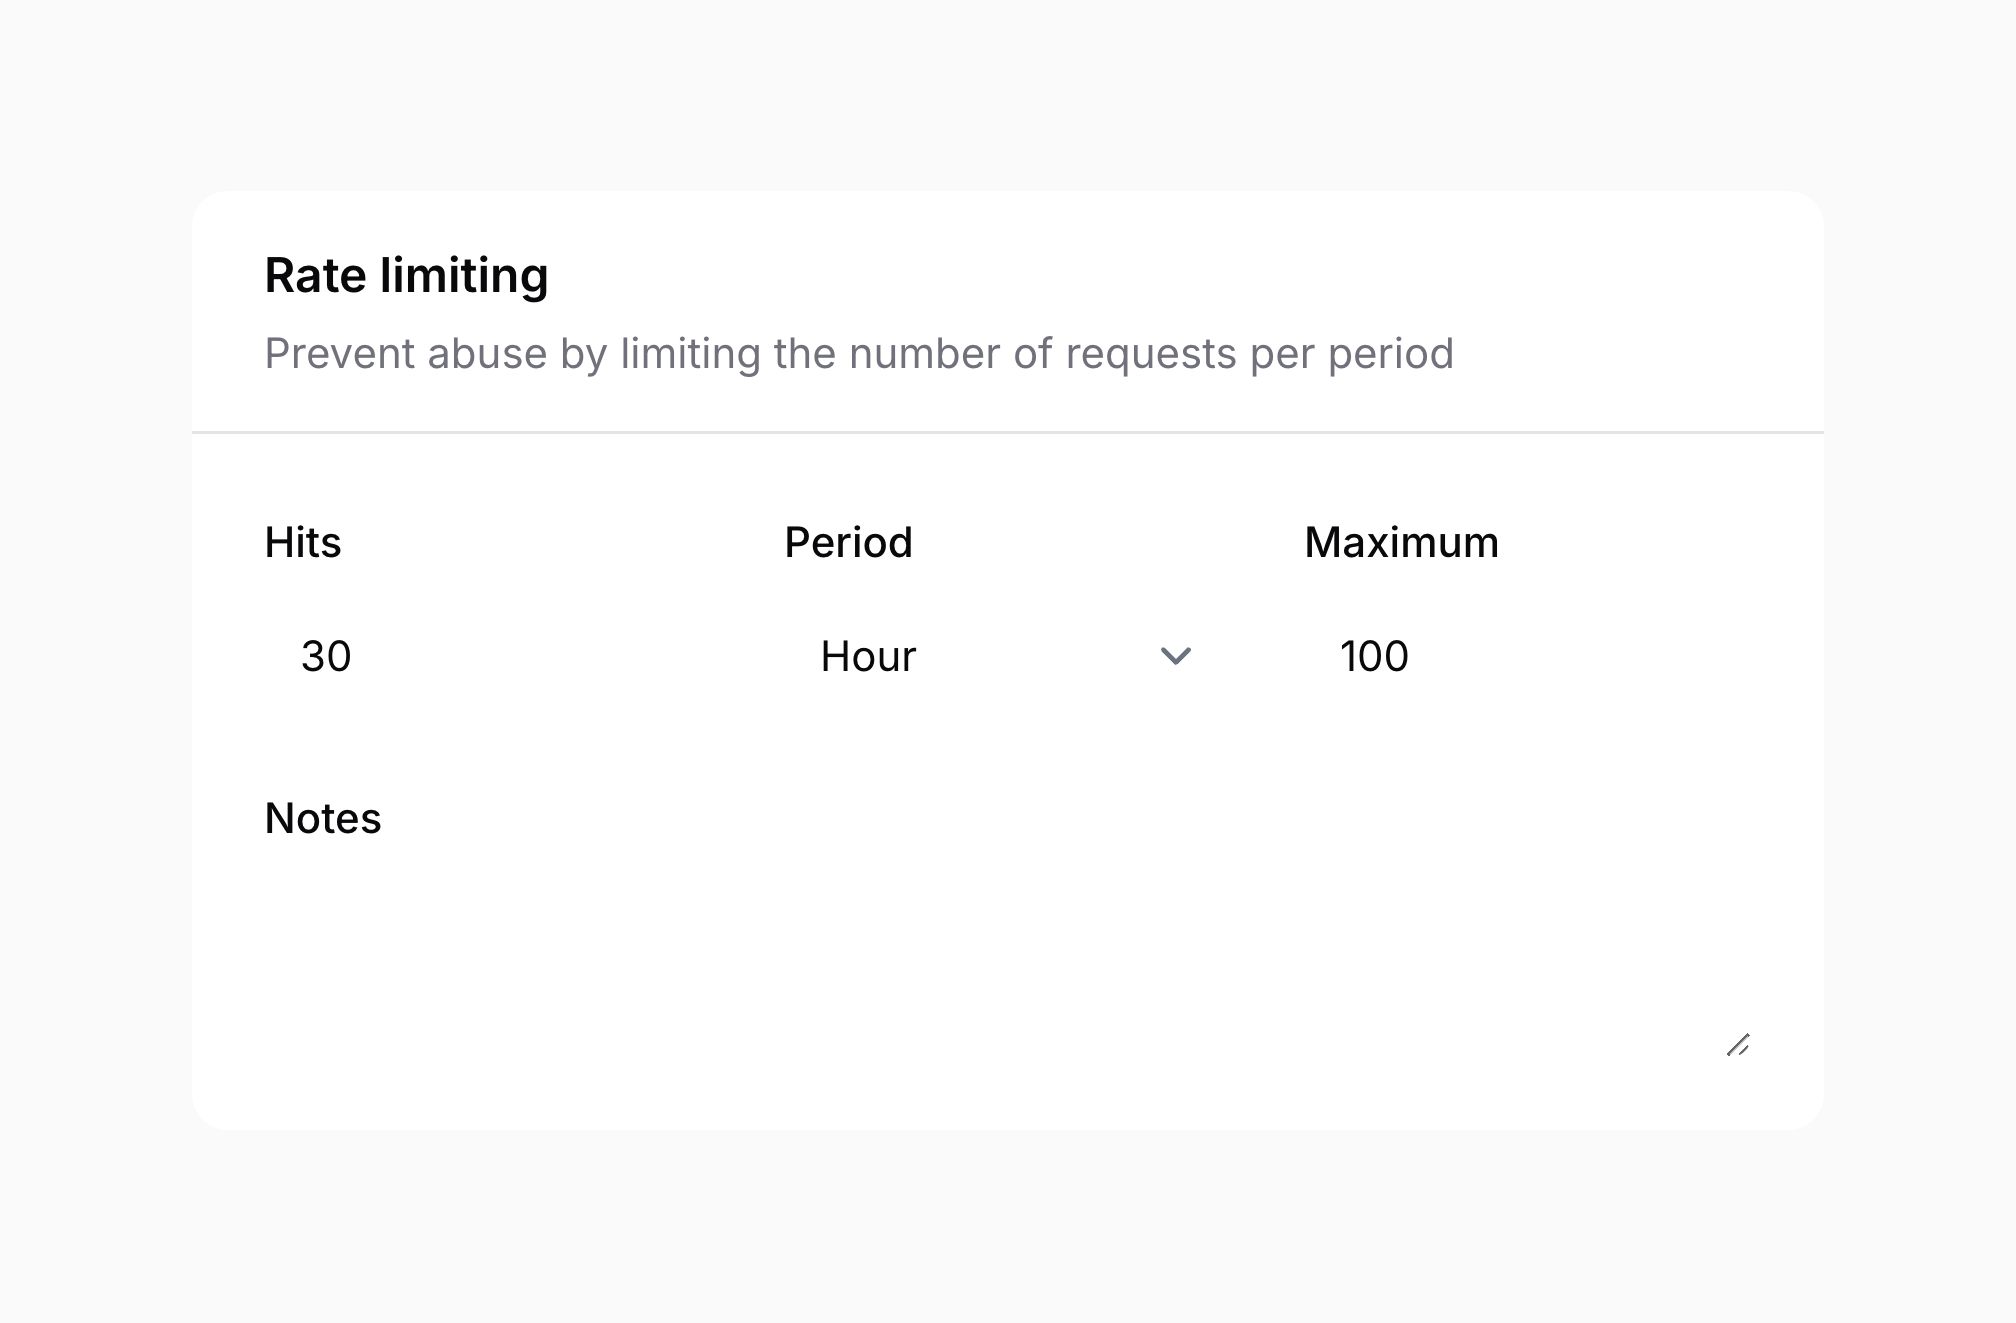 Rate limiting
Prevent abuse by limiting the number of requests per period
Hits Period Maximum
30 Hour 100
Notes